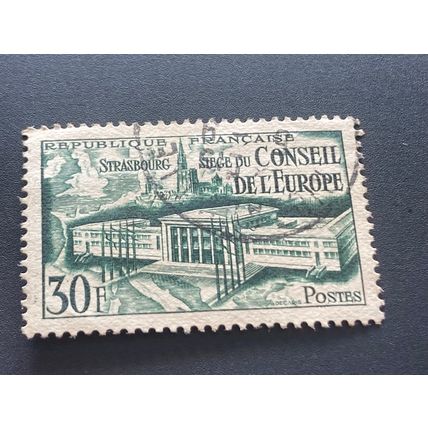 REPUBLIQUE FRANÇAISE
STRASBOURG SIEGE DU CONSEIL
DE L'EUROPE
30F POSTES